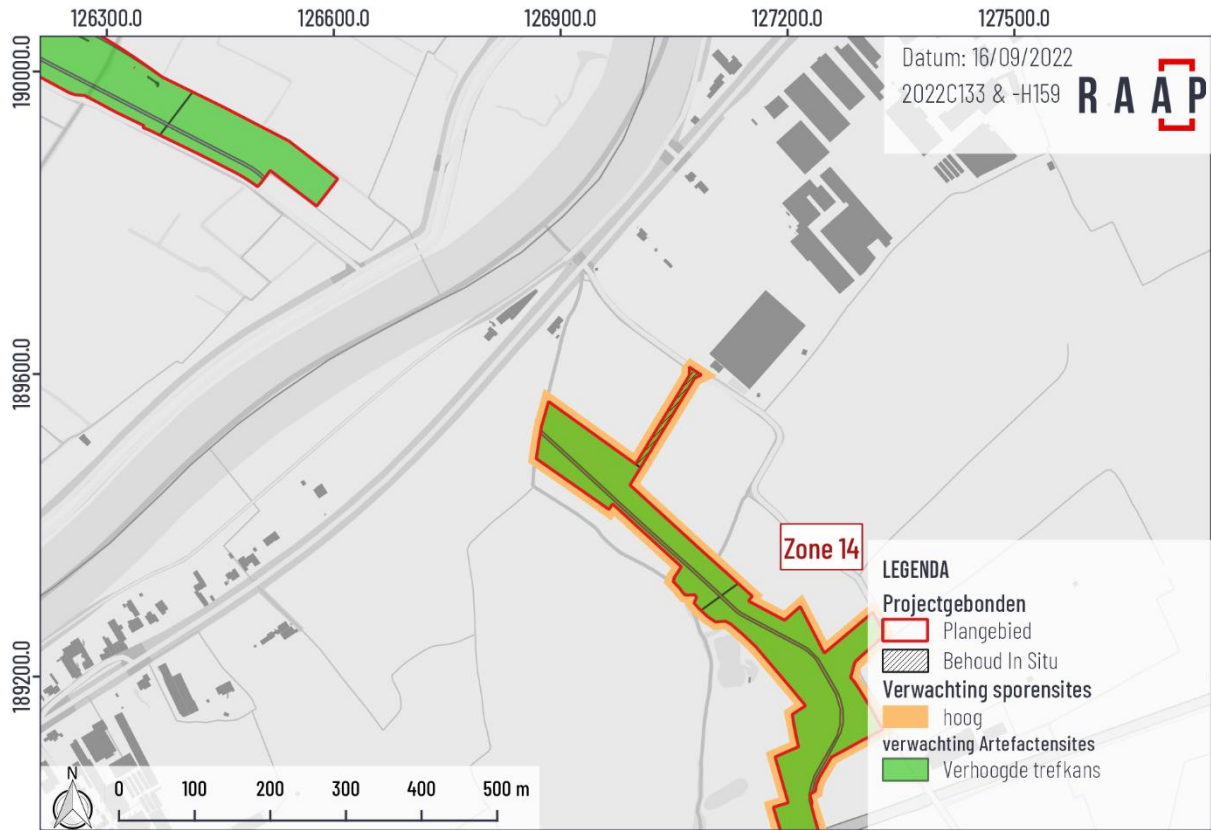 126300.0 126600.0 126900.0 127200.0 127500.0
190000.0
189600.0
189200.0
Datum: 16/09/2022
2022C133 & -H159
RAAP
Zone 14
LEGENDA
Projectgebonden
Plangebied
Behoud In Situ
Verwachting sporensites
hoog
verwachting Artefactensites
Verhoogde trefkans
N
0 100 200 300 400 500 m